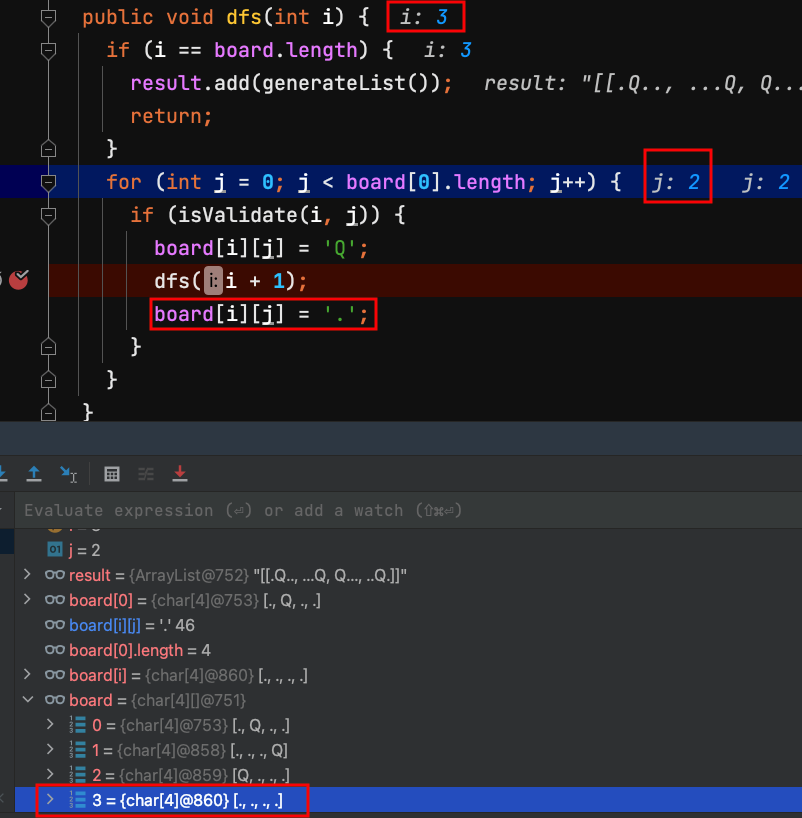 public void dfs(int i) {  i: 3
if (i == board.length) {  i: 3
result.add(generateList());  result: "[[.Q.., ...Q, Q...
return;
}
for (int j = 0; j < board[0].length; j++) {  j: 2  j: 2
if (isValidate(i, j)) {
board[i][j] = 'Q';
dfs(i: i + 1);
board[i][j] = '.';
}
}
}
Evaluate expression (⏎) or add a watch (⇧⌘⏎)
01 j = 2
result = {ArrayList@752} "[[.Q.., ...Q, Q..., ..Q.]]"
board[0] = {char[4]@753} [., Q, ., .]
board[i][j] = '.' 46
board[0].length = 4
board[i] = {char[4]@860} [., ., ., .]
board = {char[4][]@751}
0 = {char[4]@753} [., Q, ., .]
1 = {char[4]@858} [., ., ., Q]
2 = {char[4]@859} [Q, ., ., .]
3 = {char[4]@860} [., ., ., .]